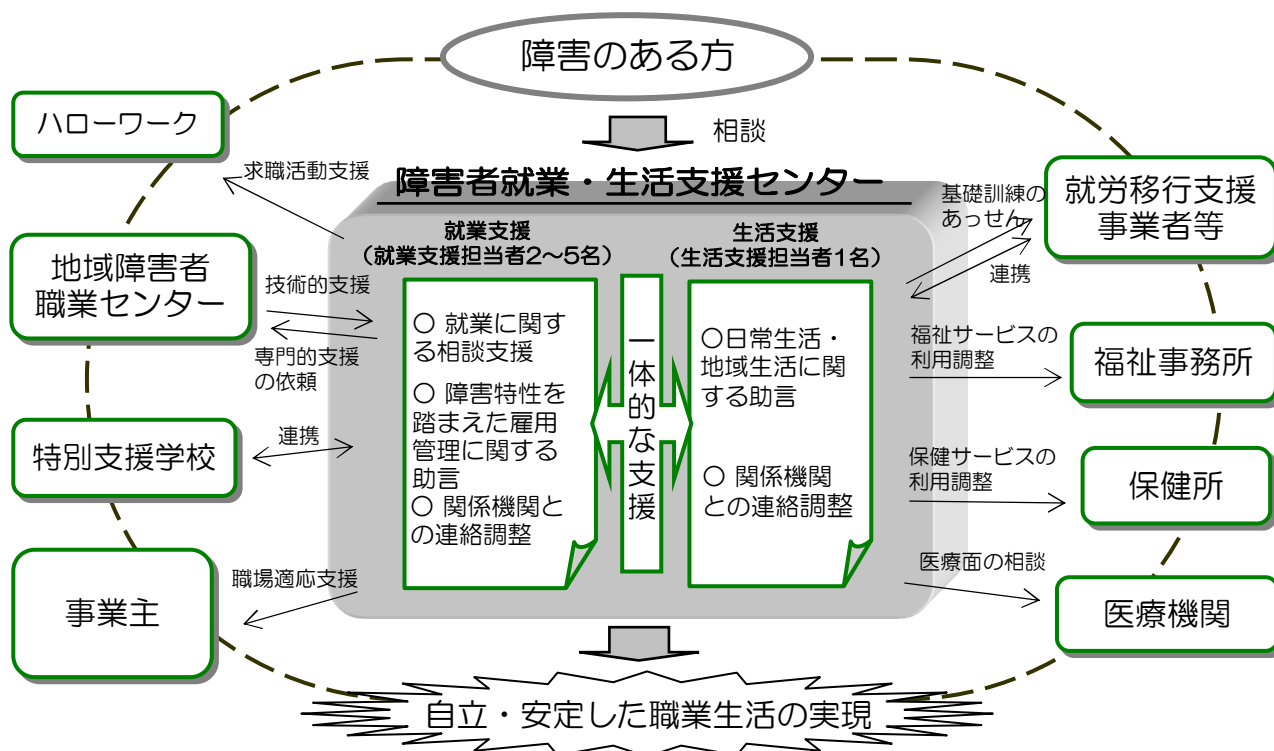 障害のある方
相談
ハローワーク
求職活動支援
地域障害者
職業センター
技術的支援
専門的支援
の依頼
特別支援学校
連携
事業主
職場適応支援
障害者就業・生活支援センター
就業支援
（就業支援担当者2～5名）
○ 就業に関す
る相談支援
○ 障害特性を
踏まえた雇用
管理に関する
助言
○ 関係機関と
の連絡調整
一体的な支援
生活支援
（生活支援担当者1名）
○日常生活・
地域生活に関
する助言
○ 関係機関
との連絡調整
基礎訓練の
あっせん
連携
就労移行支援
事業者等
福祉サービスの
利用調整
福祉事務所
保健サービスの
利用調整
保健所
医療面の相談
医療機関
自立・安定した職業生活の実現